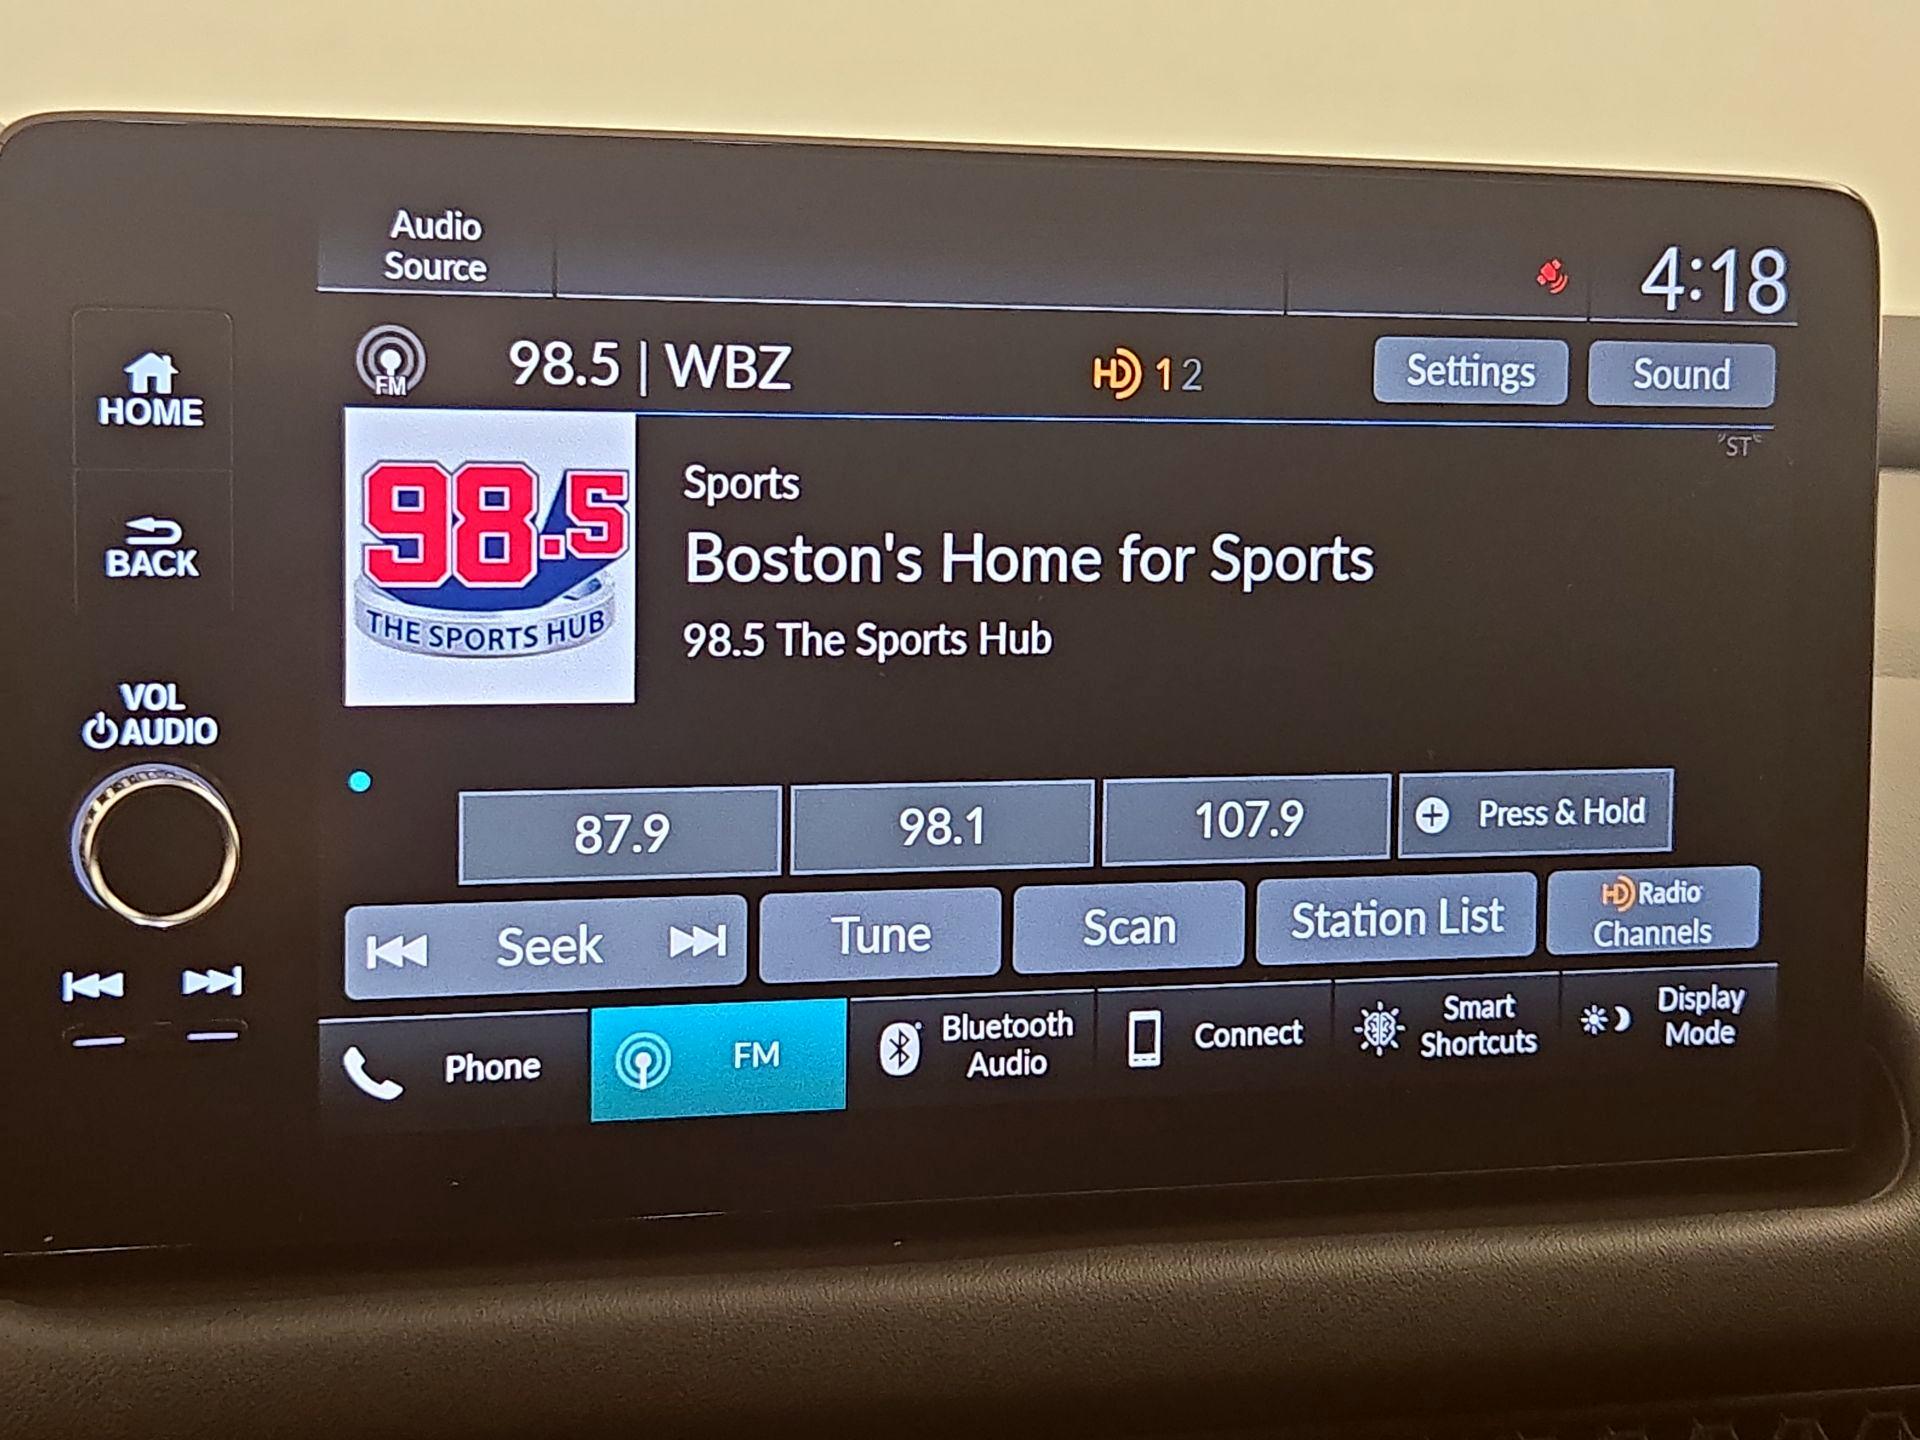 Audio
Source
4:18
HOME
BACK
VOL
AUDIO
FM
98.5 | WBZ
HD 1 2
Settings
Sound
"ST"
98.5
THE SPORTS HUB
Sports
Boston's Home for Sports
98.5 The Sports Hub
87.9
98.1
107.9
+ Press & Hold
Seek
Tune
Scan
Station List
HD Radio
Channels
Phone
FM
Bluetooth
Audio
Connect
Smart
Shortcuts
Display
Mode